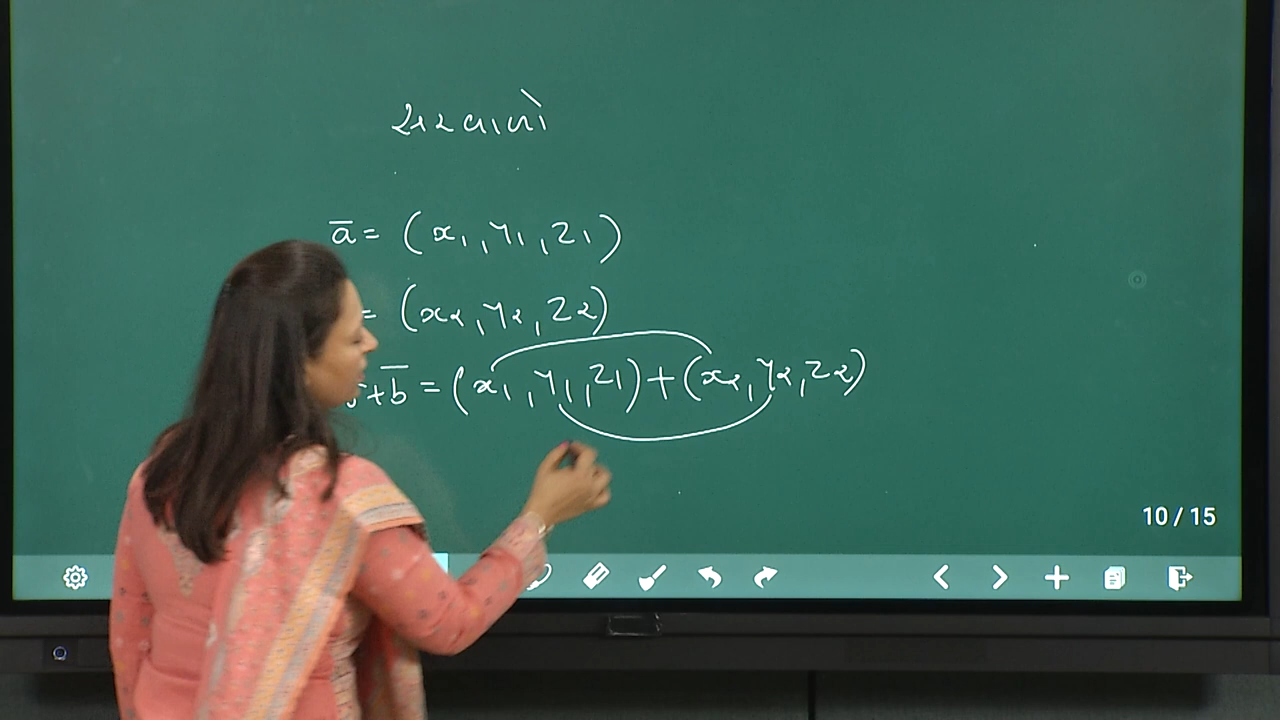 સરવાળો
a̅ = (x₁, y₁, z₁)
= (x₂, y₂, z₂)
+ b̅ = (x₁, y₁, z₁) + (x₂, y₂, z₂)
10 / 15